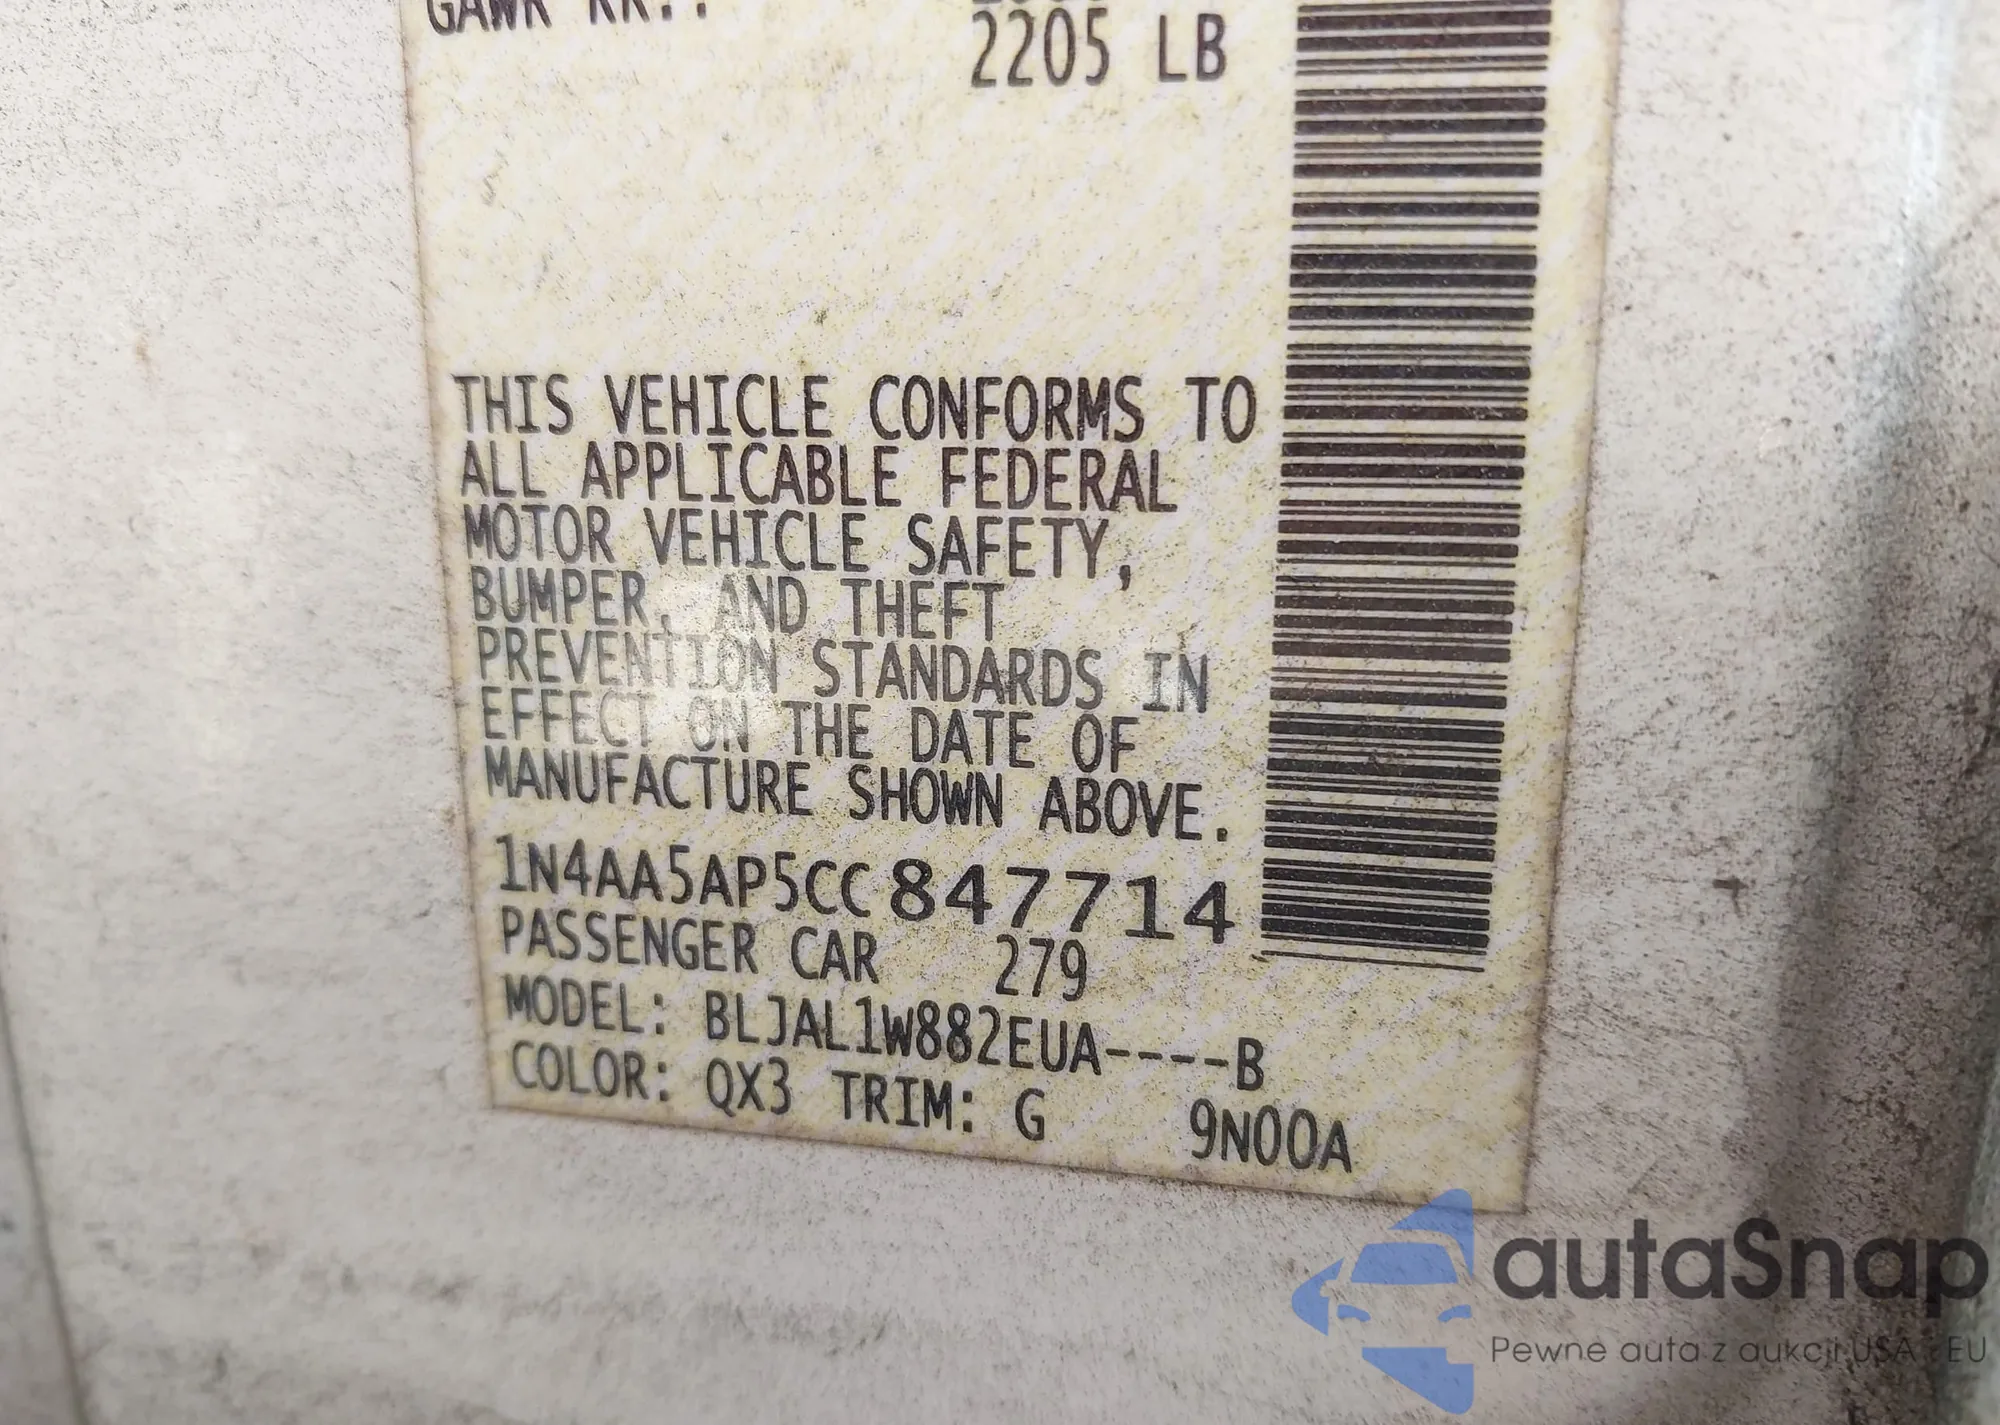 GAWR RR.:
2205 LB
THIS VEHICLE CONFORMS TO
ALL APPLICABLE FEDERAL
MOTOR VEHICLE SAFETY,
BUMPER, AND THEFT
PREVENTION STANDARDS IN
EFFECT ON THE DATE OF
MANUFACTURE SHOWN ABOVE.
1N4AA5AP5CC847714
PASSENGER CAR 279
MODEL: BLJAL1W882EUA----B
COLOR: QX3 TRIM: G 9N00A
autaSnap
Pewne auta z aukcji USA i EU